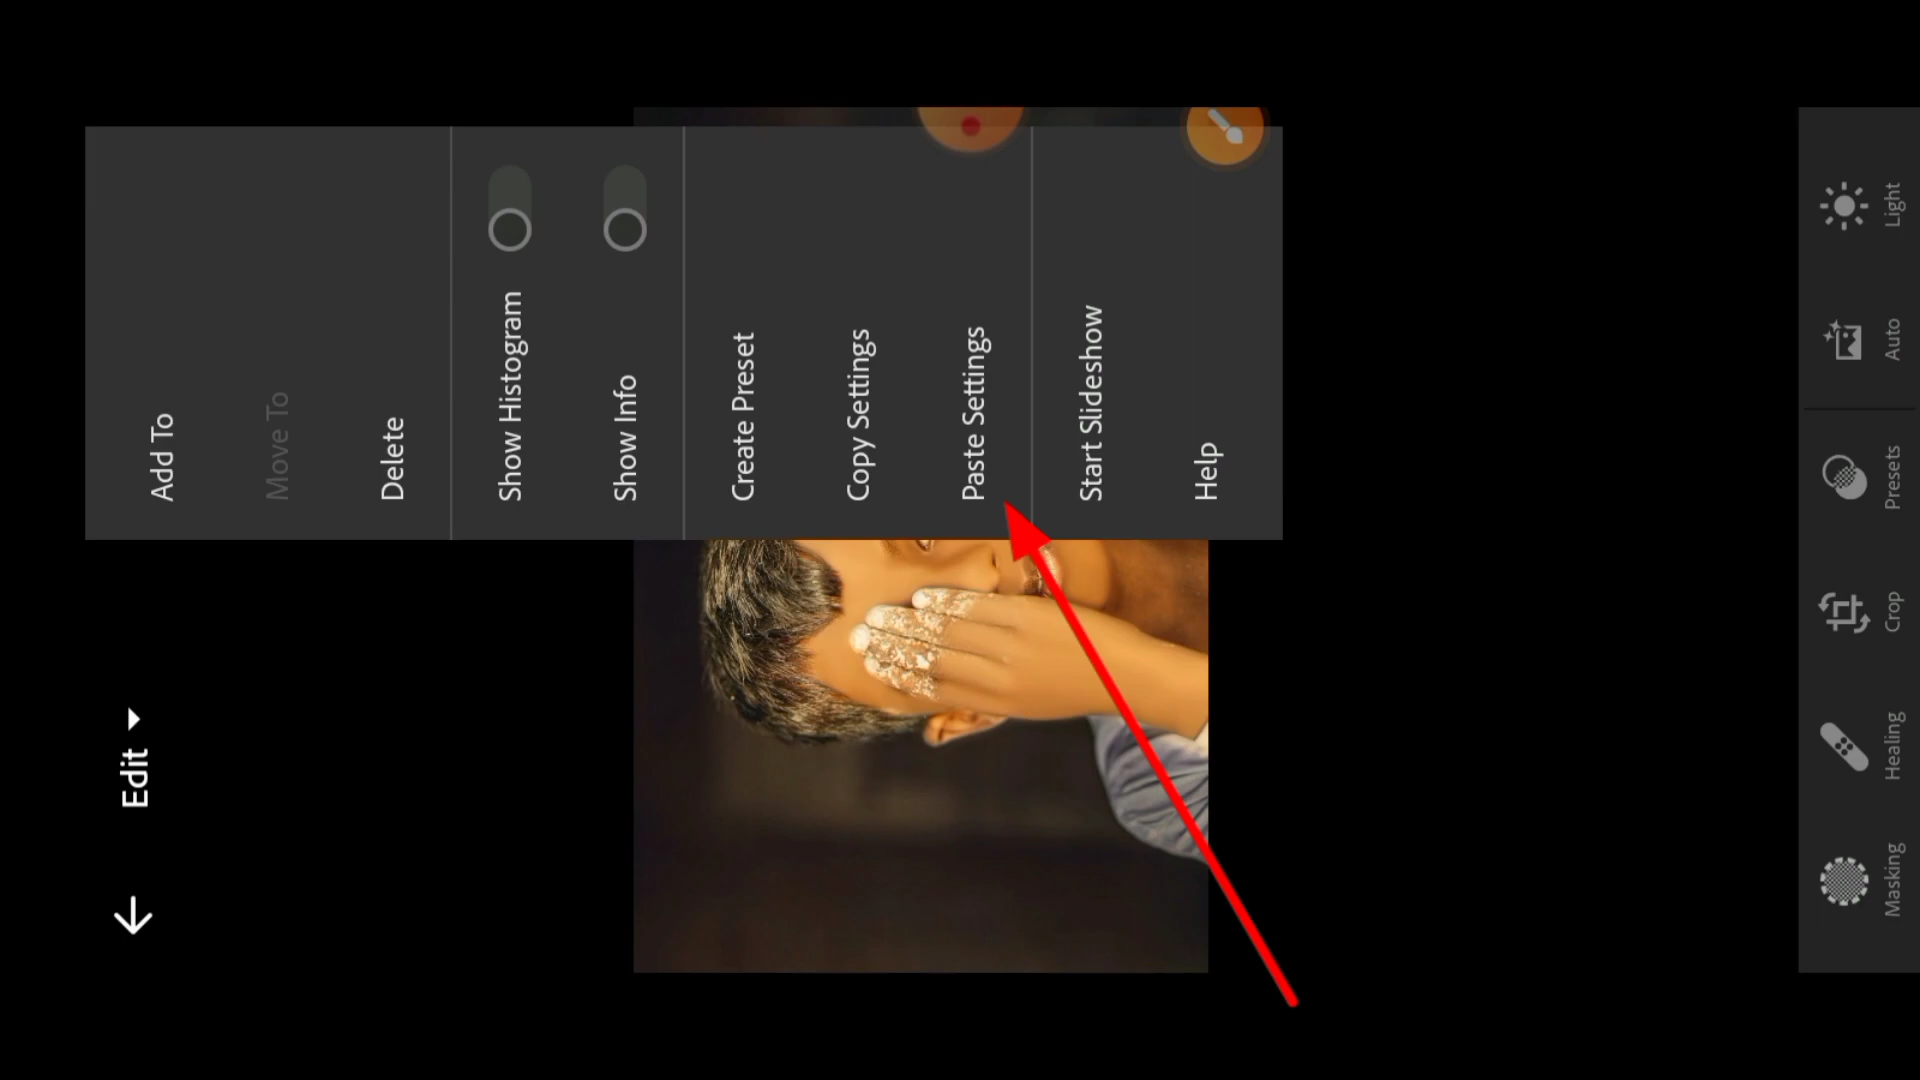 Add To
Move To
Delete
Show Histogram
Show Info
Create Preset
Copy Settings
Paste Settings
Start Slideshow
Help
Edit
Masking
Healing
Crop
Presets
Auto
Light